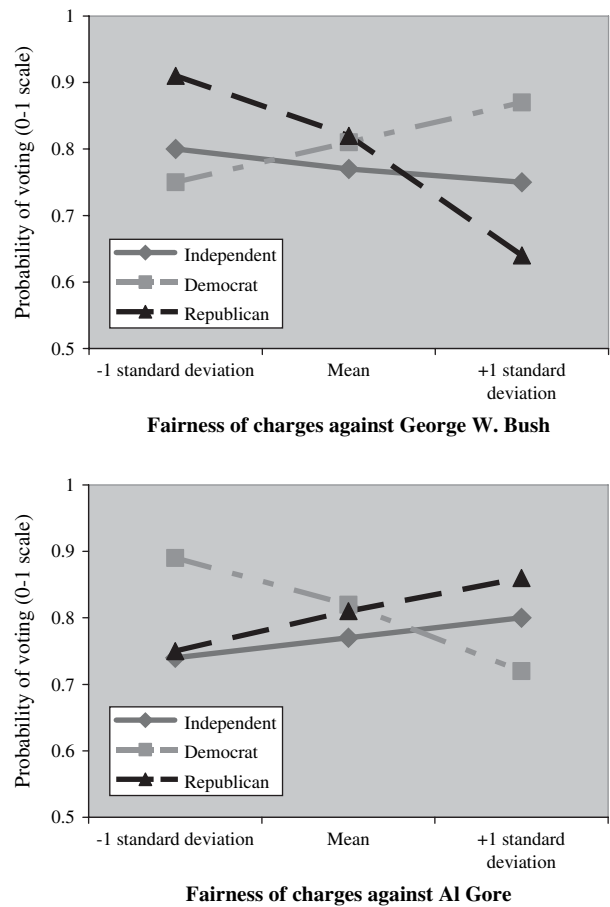 Probability of voting (0-1 scale)
1
0.9
0.8
0.7
0.6
0.5
Independent
Democrat
Republican
-1 standard deviation
Mean
+1 standard
deviation
Fairness of charges against George W. Bush
Probability of voting (0-1 scale)
1
0.9
0.8
0.7
0.6
0.5
Independent
Democrat
Republican
-1 standard deviation
Mean
+1 standard
deviation
Fairness of charges against Al Gore